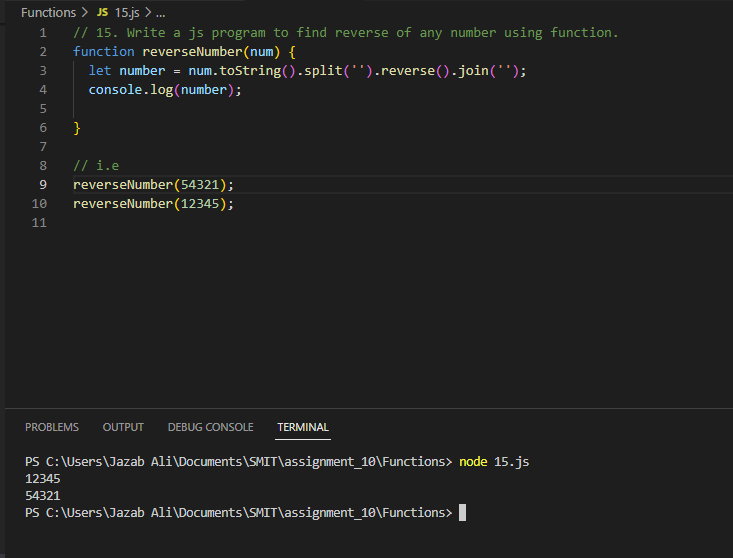 Functions > JS 15.js > ...
1 // 15. Write a js program to find reverse of any number using function.
2 function reverseNumber(num) {
3 let number = num.toString().split('').reverse().join('');
4 console.log(number);
5
6 }
7
8 // i.e
9 reverseNumber(54321);
10 reverseNumber(12345);
11
PROBLEMS OUTPUT DEBUG CONSOLE TERMINAL
PS C:\Users\Jazab Ali\Documents\SMIT\assignment_10\Functions> node 15.js
12345
54321
PS C:\Users\Jazab Ali\Documents\SMIT\assignment_10\Functions>